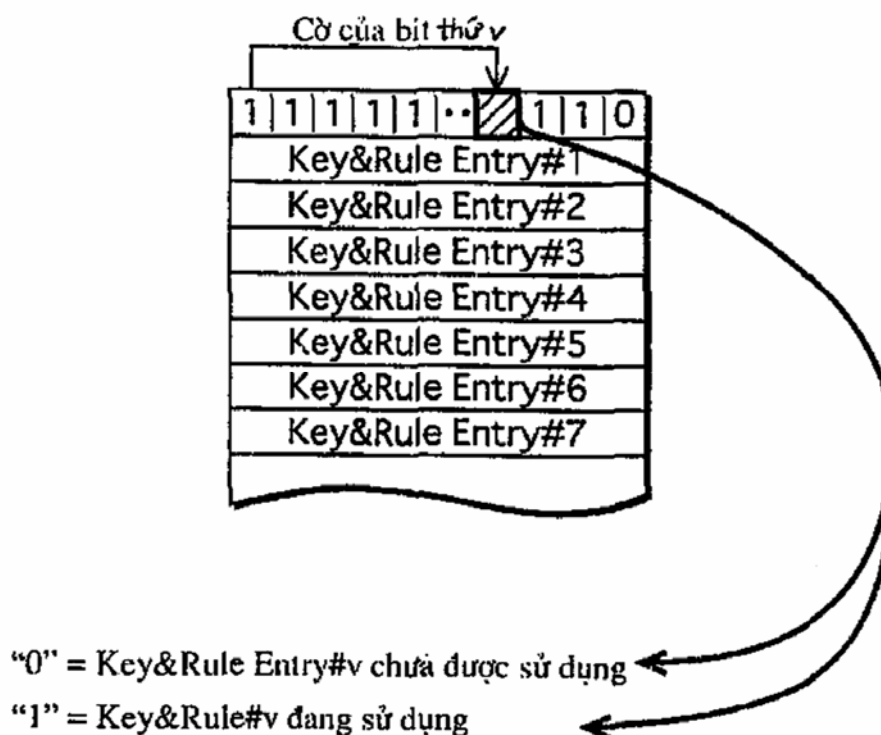 Cờ của bit thứ v
1|1|1|1|1|··|1|1|0
Key&Rule Entry#1
Key&Rule Entry#2
Key&Rule Entry#3
Key&Rule Entry#4
Key&Rule Entry#5
Key&Rule Entry#6
Key&Rule Entry#7
“0” = Key&Rule Entry#v chưa được sử dụng
“1” = Key&Rule#v đang sử dụng